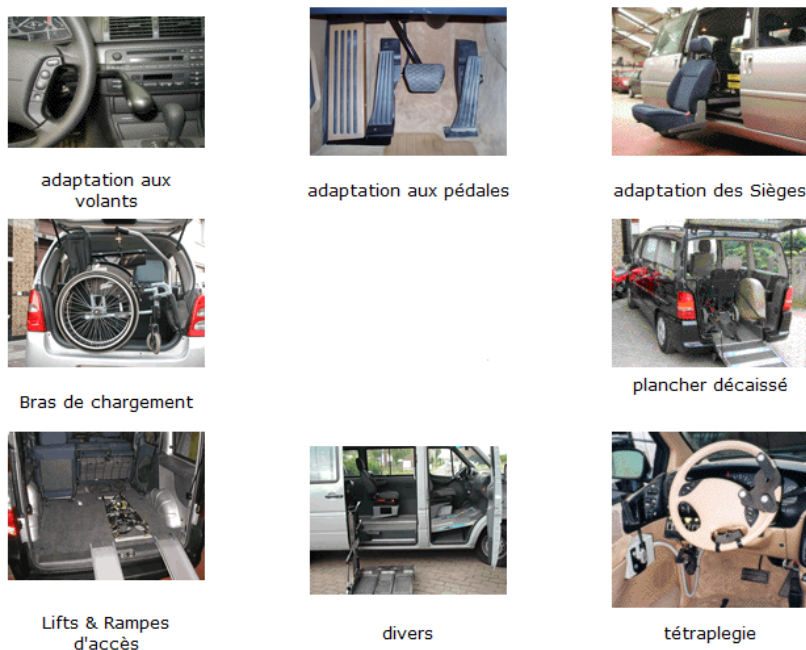 adaptation aux
volants
adaptation aux pédales
adaptation des Sièges
Bras de chargement
plancher décaissé
Lifts & Rampes
d'accès
divers
tétraplegie